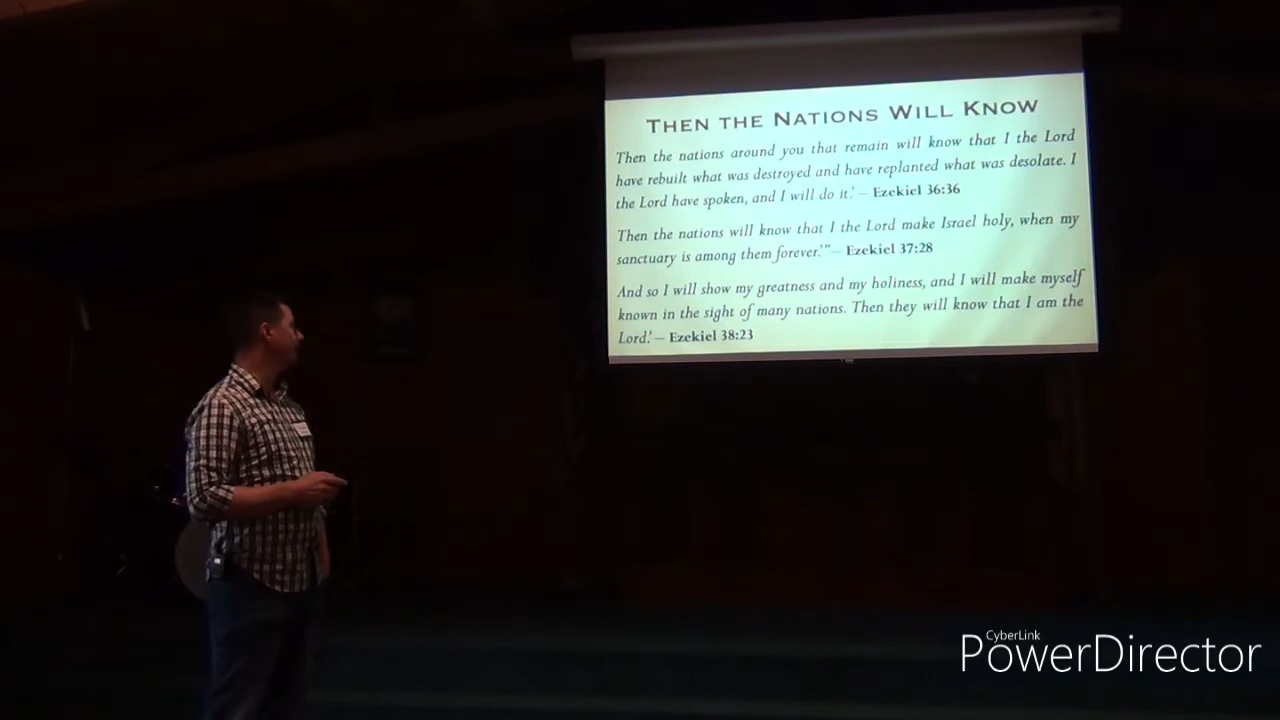 THEN THE NATIONS WILL KNOW
Then the nations around you that remain will know that I the Lord
have rebuilt what was destroyed and have replanted what was desolate. I
the Lord have spoken, and I will do it.' – Ezekiel 36:36
Then the nations will know that I the Lord make Israel holy, when my
sanctuary is among them forever.'" – Ezekiel 37:28
And so I will show my greatness and my holiness, and I will make myself
known in the sight of many nations. Then they will know that I am the
Lord.' – Ezekiel 38:23
CyberLink
PowerDirector